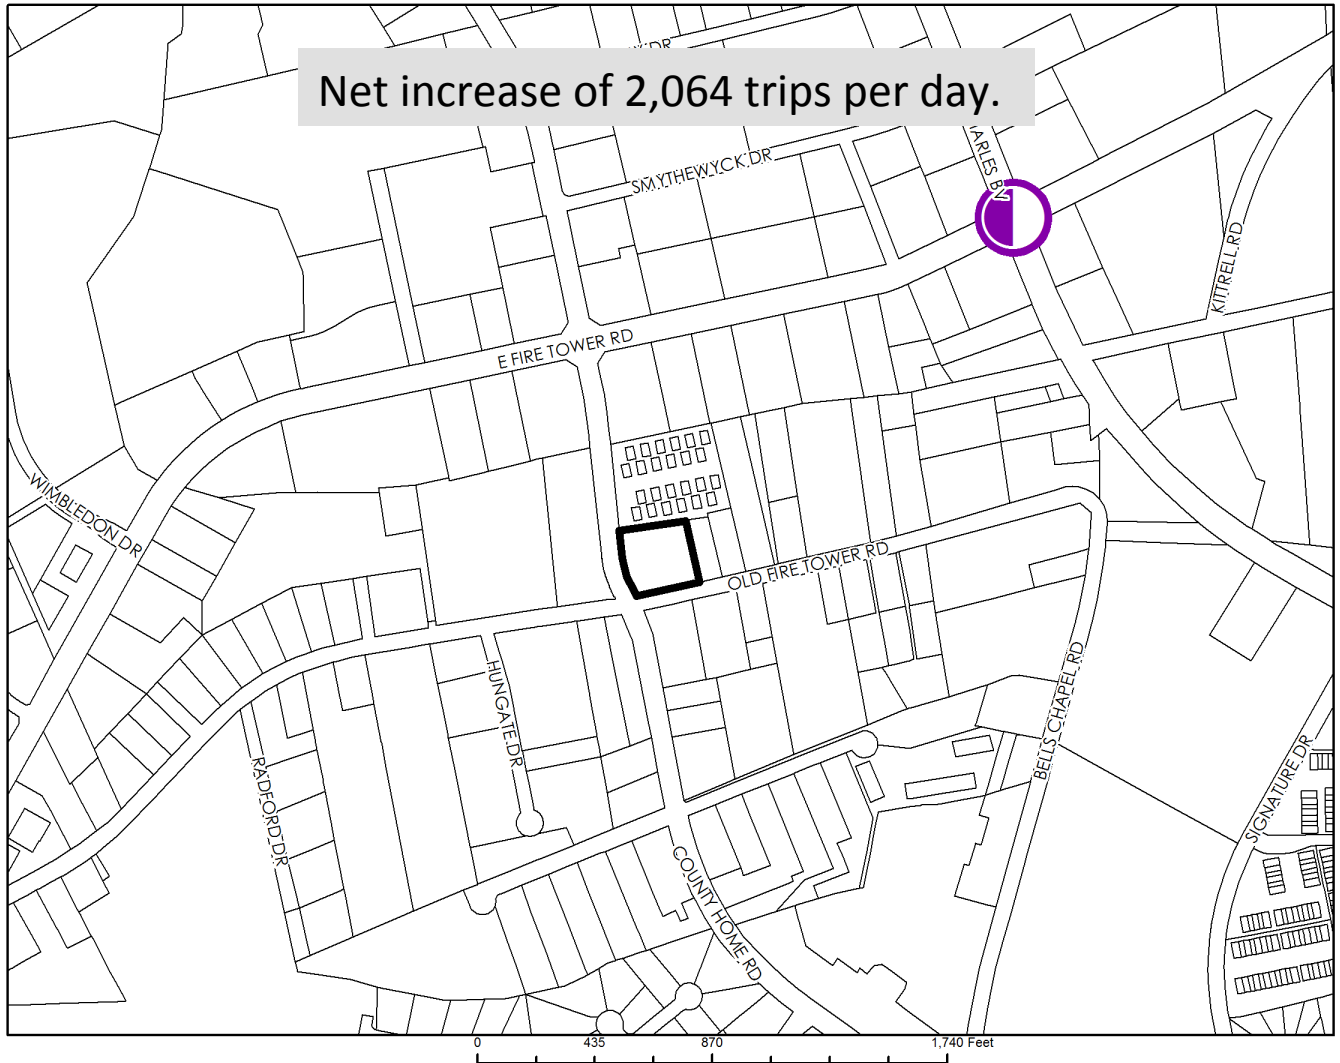 Net increase of 2,064 trips per day.
SMYTHEWYCK DR
KITTRELL RD
E FIRE TOWER RD
WIMBLEDON DR
OLD FIRE TOWER RD
HUNGATE DR
BELLS CHAPEL RD
RADFORD DR
SIGNATURE DR
COUNTY HOME RD
0 435 870 1,740 Feet